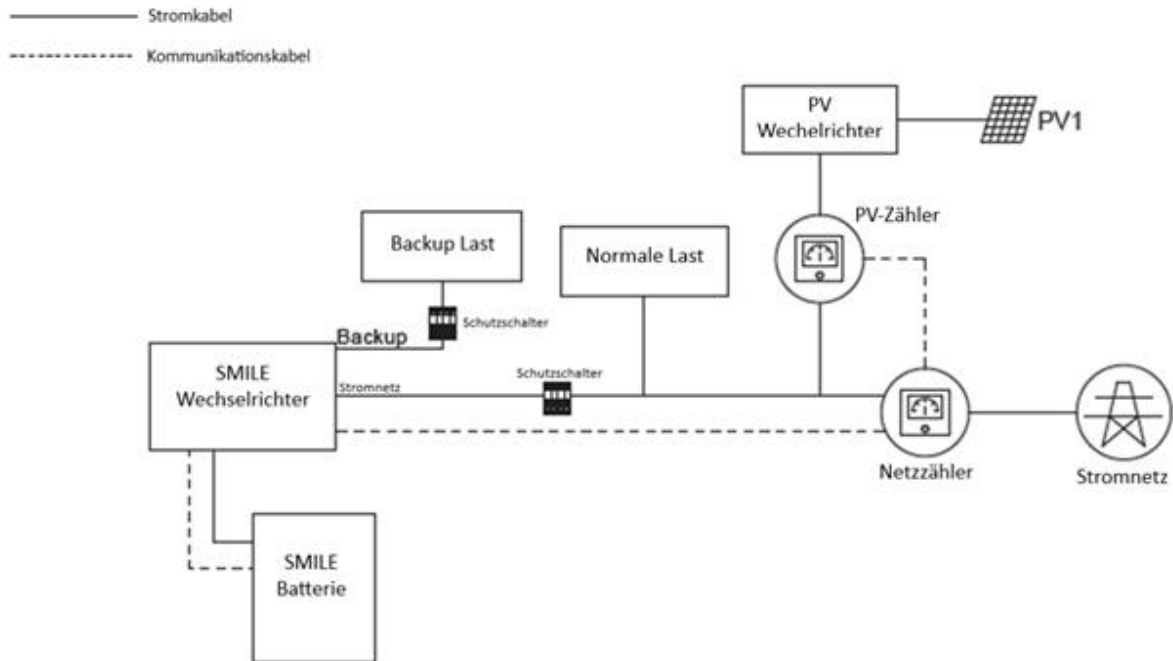 Stromkabel
Kommunikationskabel
PV
Wechelrichter
PV1
PV-Zähler
Backup Last
Normale Last
Schutzschalter
Backup
SMILE
Wechselrichter
Stromnetz
Schutzschalter
Netzzähler
Stromnetz
SMILE
Batterie